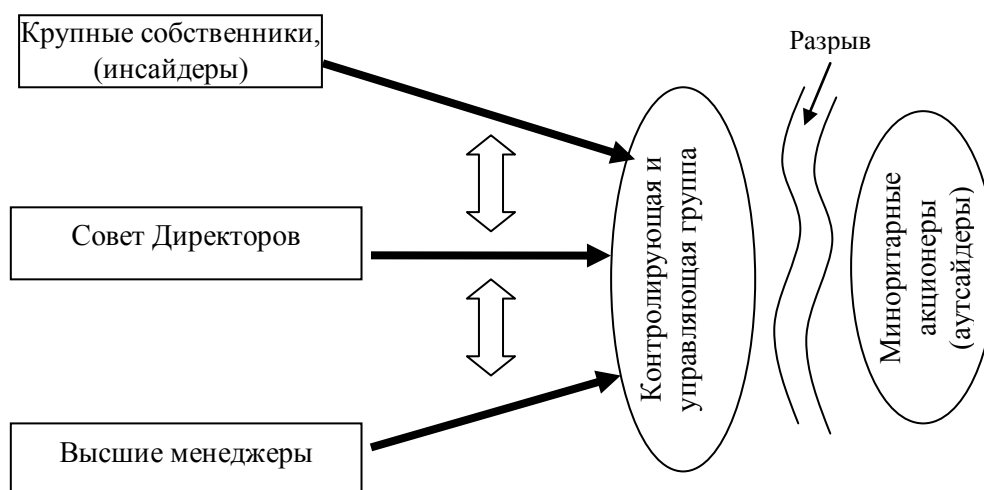 Крупные собственники,
(инсайдеры)
Разрыв
Совет Директоров
Высшие менеджеры
Контролирующая и
управляющая группа
Миноритарные
акционеры
(аутсайдеры)